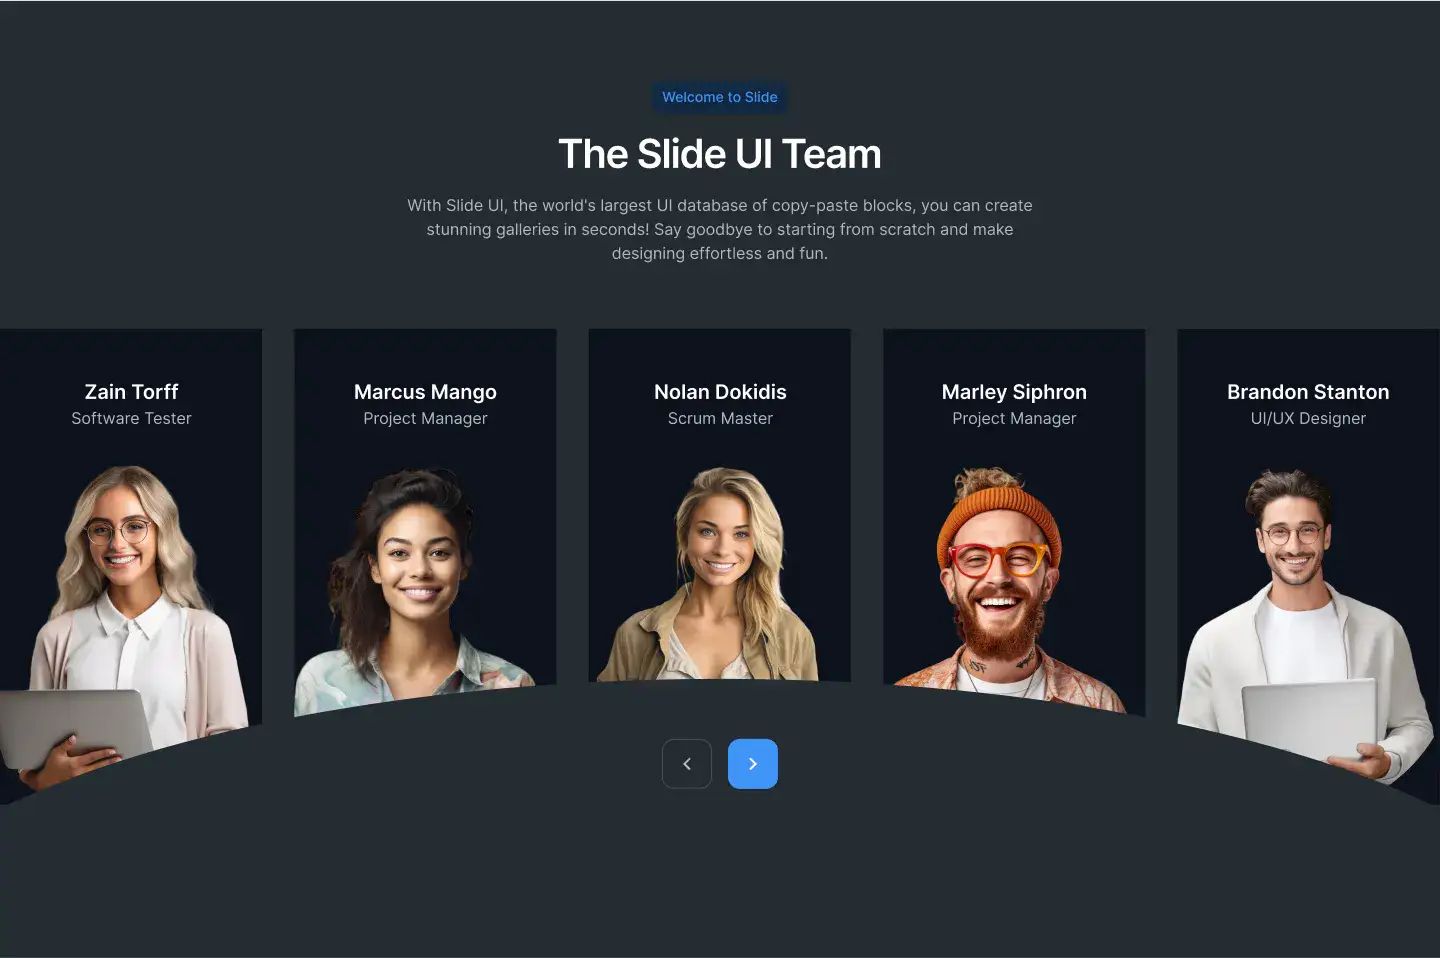 Welcome to Slide
The Slide UI Team
With Slide UI, the world's largest UI database of copy-paste blocks, you can create
stunning galleries in seconds! Say goodbye to starting from scratch and make
designing effortless and fun.
Zain Torff
Software Tester
Marcus Mango
Project Manager
Nolan Dokidis
Scrum Master
Marley Siphron
Project Manager
Brandon Stanton
UI/UX Designer